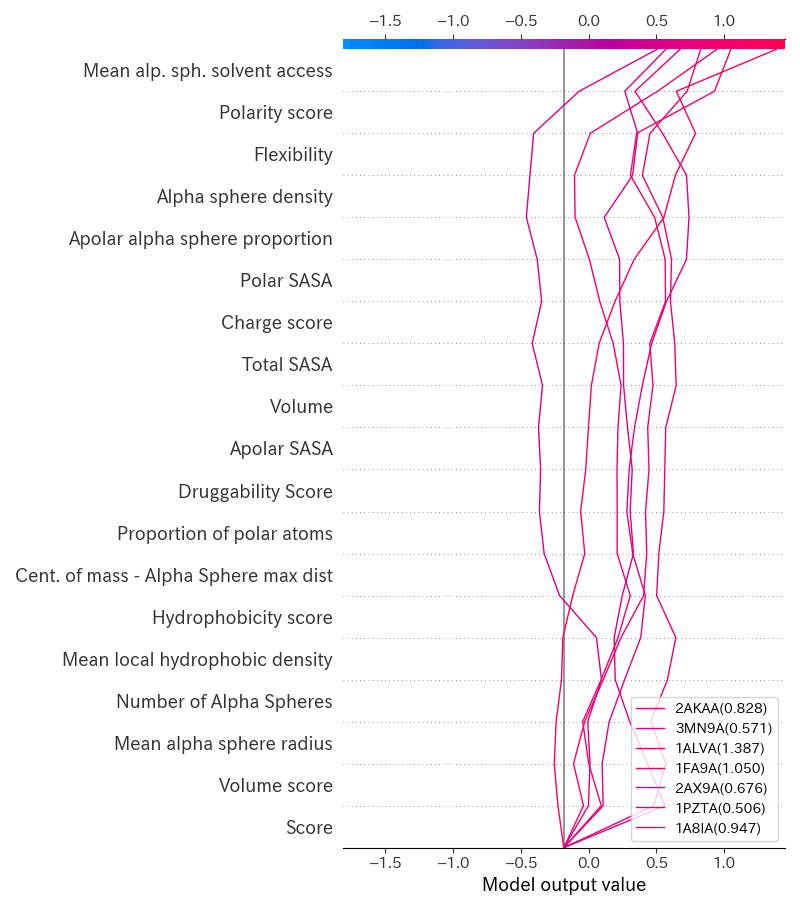 −1.5 −1.0 −0.5 0.0 0.5 1.0
Mean alp. sph. solvent access
Polarity score
Flexibility
Alpha sphere density
Apolar alpha sphere proportion
Polar SASA
Charge score
Total SASA
Volume
Apolar SASA
Druggability Score
Proportion of polar atoms
Cent. of mass - Alpha Sphere max dist
Hydrophobicity score
Mean local hydrophobic density
Number of Alpha Spheres
Mean alpha sphere radius
Volume score
Score
2AKAA(0.828)
3MN9A(0.571)
1ALVA(1.387)
1FA9A(1.050)
2AX9A(0.676)
1PZTA(0.506)
1A8IA(0.947)
−1.5 −1.0 −0.5 0.0 0.5 1.0
Model output value